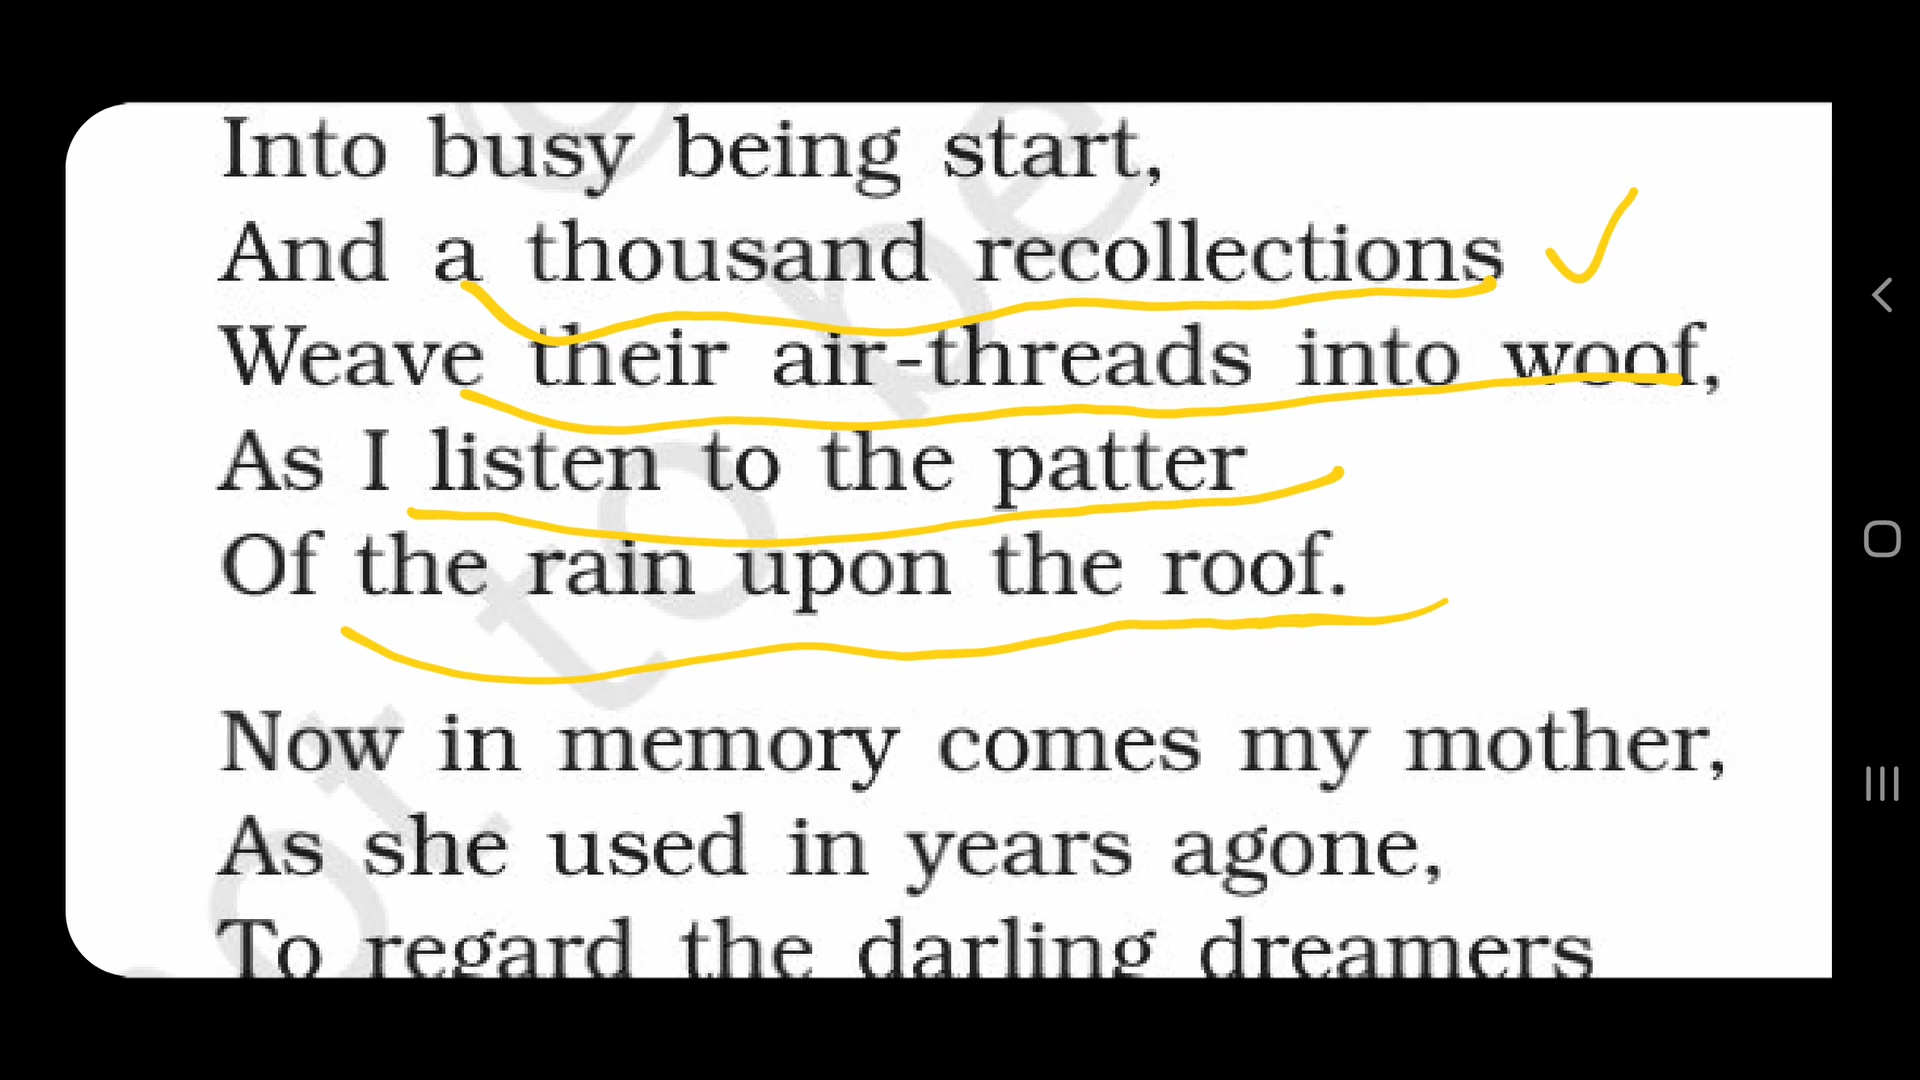 Into busy being start,
And a thousand recollections
Weave their air-threads into woof,
As I listen to the patter
Of the rain upon the roof.
Now in memory comes my mother,
As she used in years agone,
To regard the darling dreamers